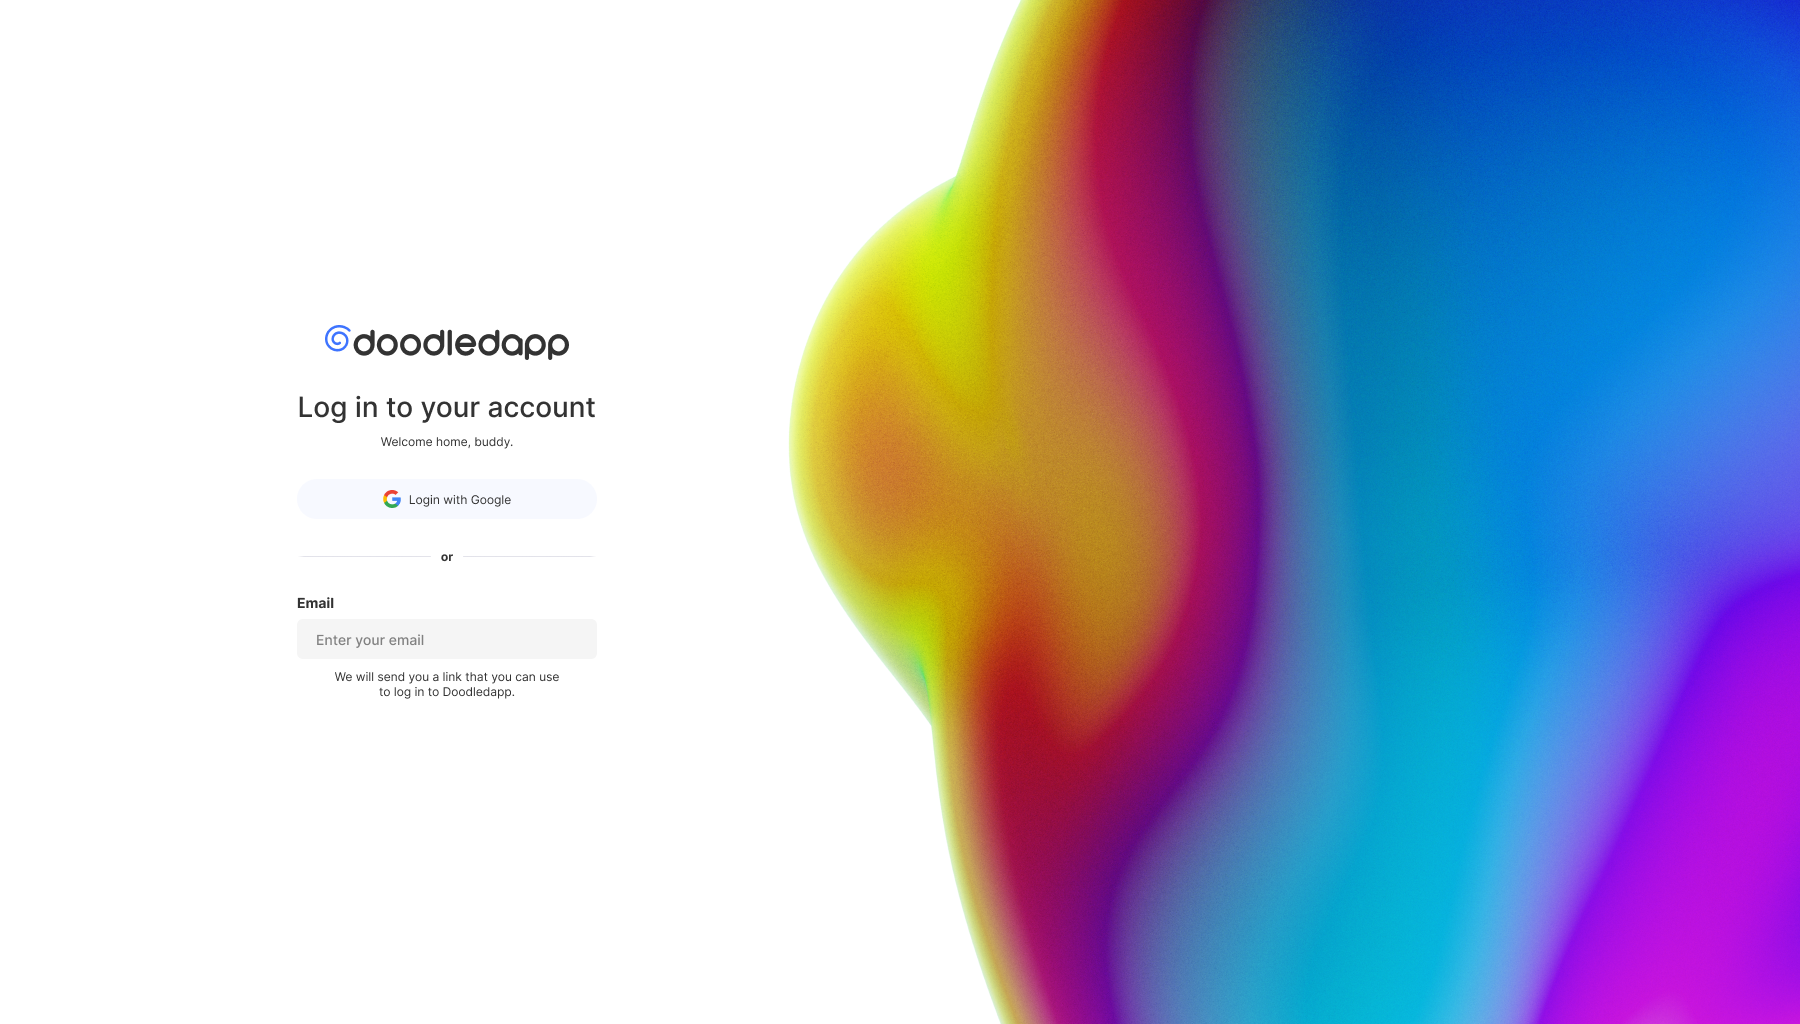 doodledapp
Log in to your account
Welcome home, buddy.
Login with Google
or
Email
Enter your email
We will send you a link that you can use
to log in to Doodledapp.